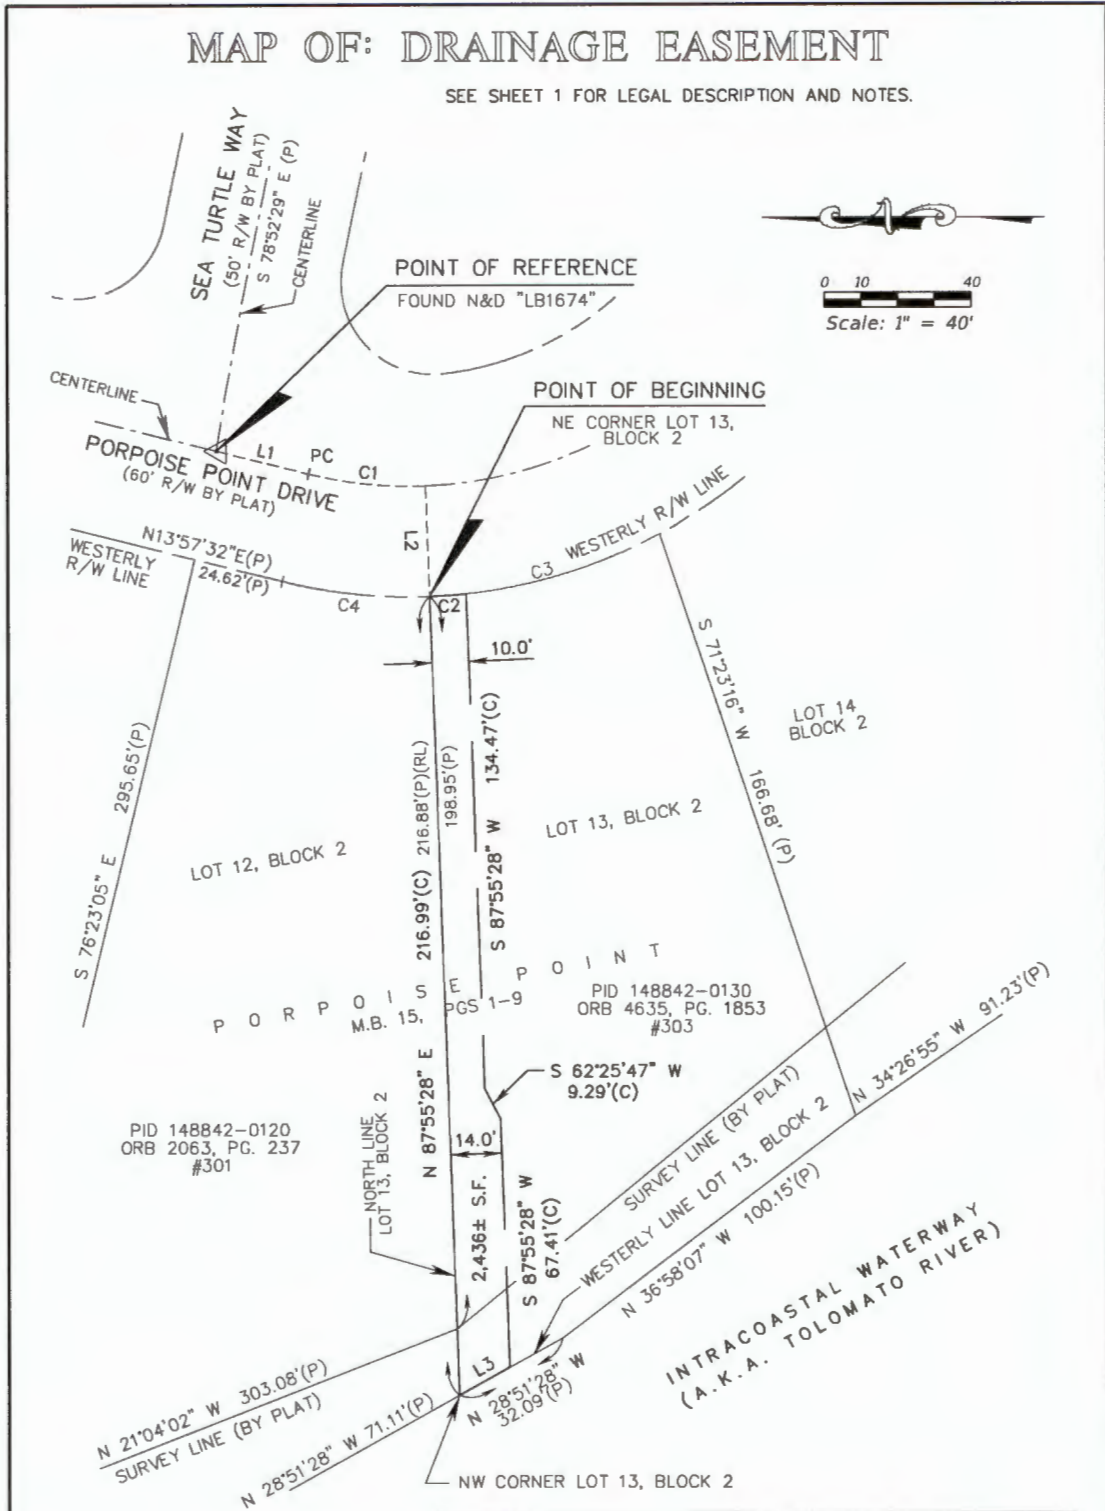 MAP OF: DRAINAGE EASEMENT
SEE SHEET 1 FOR LEGAL DESCRIPTION AND NOTES.
SEA TURTLE WAY
(50' R/W BY PLAT)
S 78°52'29" E (P)
CENTERLINE
POINT OF REFERENCE
FOUND N&D "LB1674"
0 10 40
Scale: 1" = 40'
CENTERLINE
POINT OF BEGINNING
NE CORNER LOT 13,
BLOCK 2
L1 PC C1
PORPOISE POINT DRIVE
(60' R/W BY PLAT)
L2
N13°57'32"E(P)
24.62'(P)
WESTERLY
R/W LINE
C4
C2
C3
WESTERLY R/W LINE
10.0'
S 71°23'16" W 166.68' (P)
LOT 14
BLOCK 2
S 76°23'05" E 295.65'(P)
LOT 12, BLOCK 2
N 87°55'28" E 216.99'(C) 216.88'(P)(RL)
198.95'(P)
S 87°55'28" W 134.47'(C)
LOT 13, BLOCK 2
PORPOISE POINT
M.B. 15, PGS 1-9
PID 148842-0130
ORB 4635, PG. 1853
#303
S 62°25'47" W
9.29'(C)
PID 148842-0120
ORB 2063, PG. 237
#301
NORTH LINE
LOT 13, BLOCK 2
14.0'
2,436± S.F.
S 87°55'28" W
67.41'(C)
SURVEY LINE (BY PLAT)
WESTERLY LINE LOT 13, BLOCK 2
N 34°26'55" W 91.23'(P)
N 36°58'07" W 100.15'(P)
INTRACOASTAL WATERWAY
(A.K.A. TOLOMATO RIVER)
L3
N 28°51'28" W
32.09'(P)
N 21°04'02" W 303.08'(P)
SURVEY LINE (BY PLAT)
N 28°51'28" W 71.11'(P)
NW CORNER LOT 13, BLOCK 2